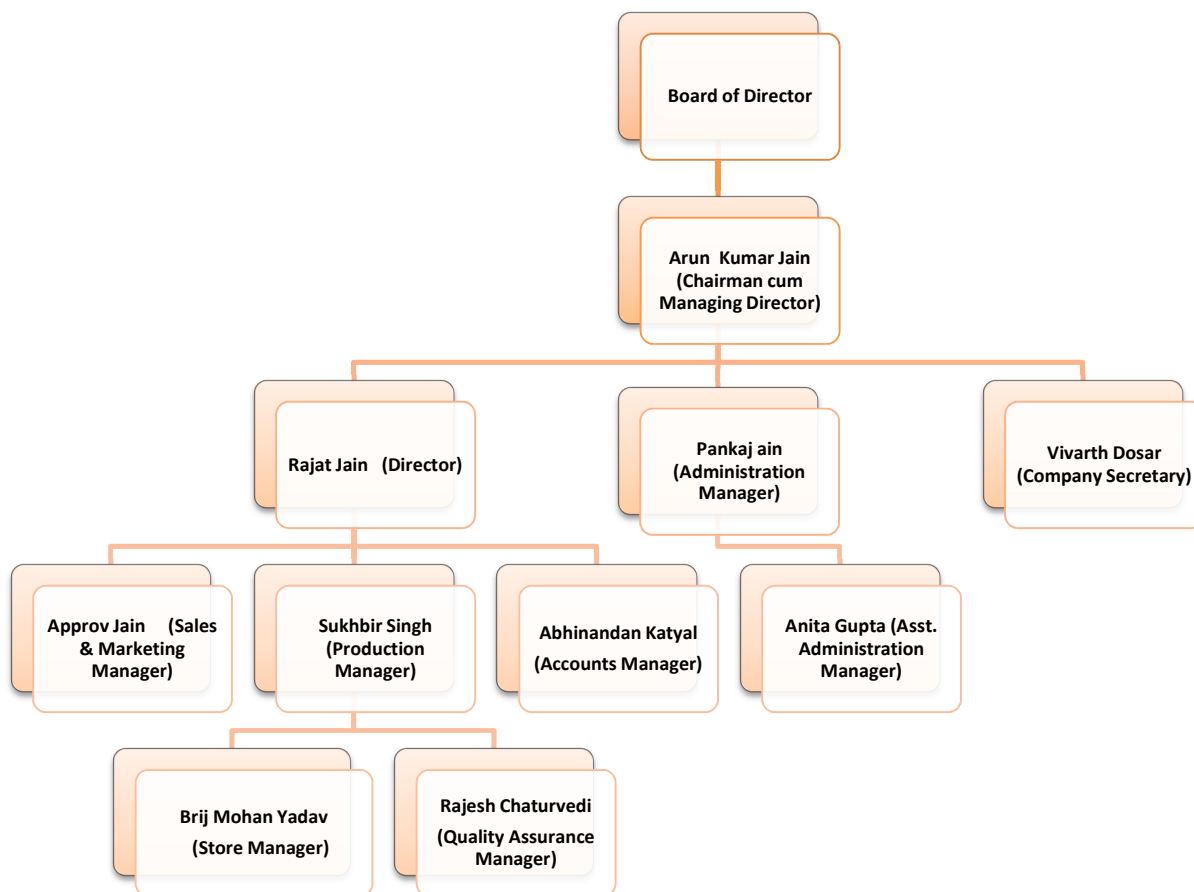 Board of Director
Arun  Kumar Jain
(Chairman cum
Managing Director)
Rajat Jain   (Director)
Pankaj ain
(Administration
Manager)
Vivarth Dosar
(Company Secretary)
Approv Jain    (Sales
& Marketing
Manager)
Sukhbir Singh
(Production
Manager)
Abhinandan Katyal
(Accounts Manager)
Anita Gupta (Asst.
Administration
Manager)
Brij Mohan Yadav
(Store Manager)
Rajesh Chaturvedi
(Quality Assurance
Manager)